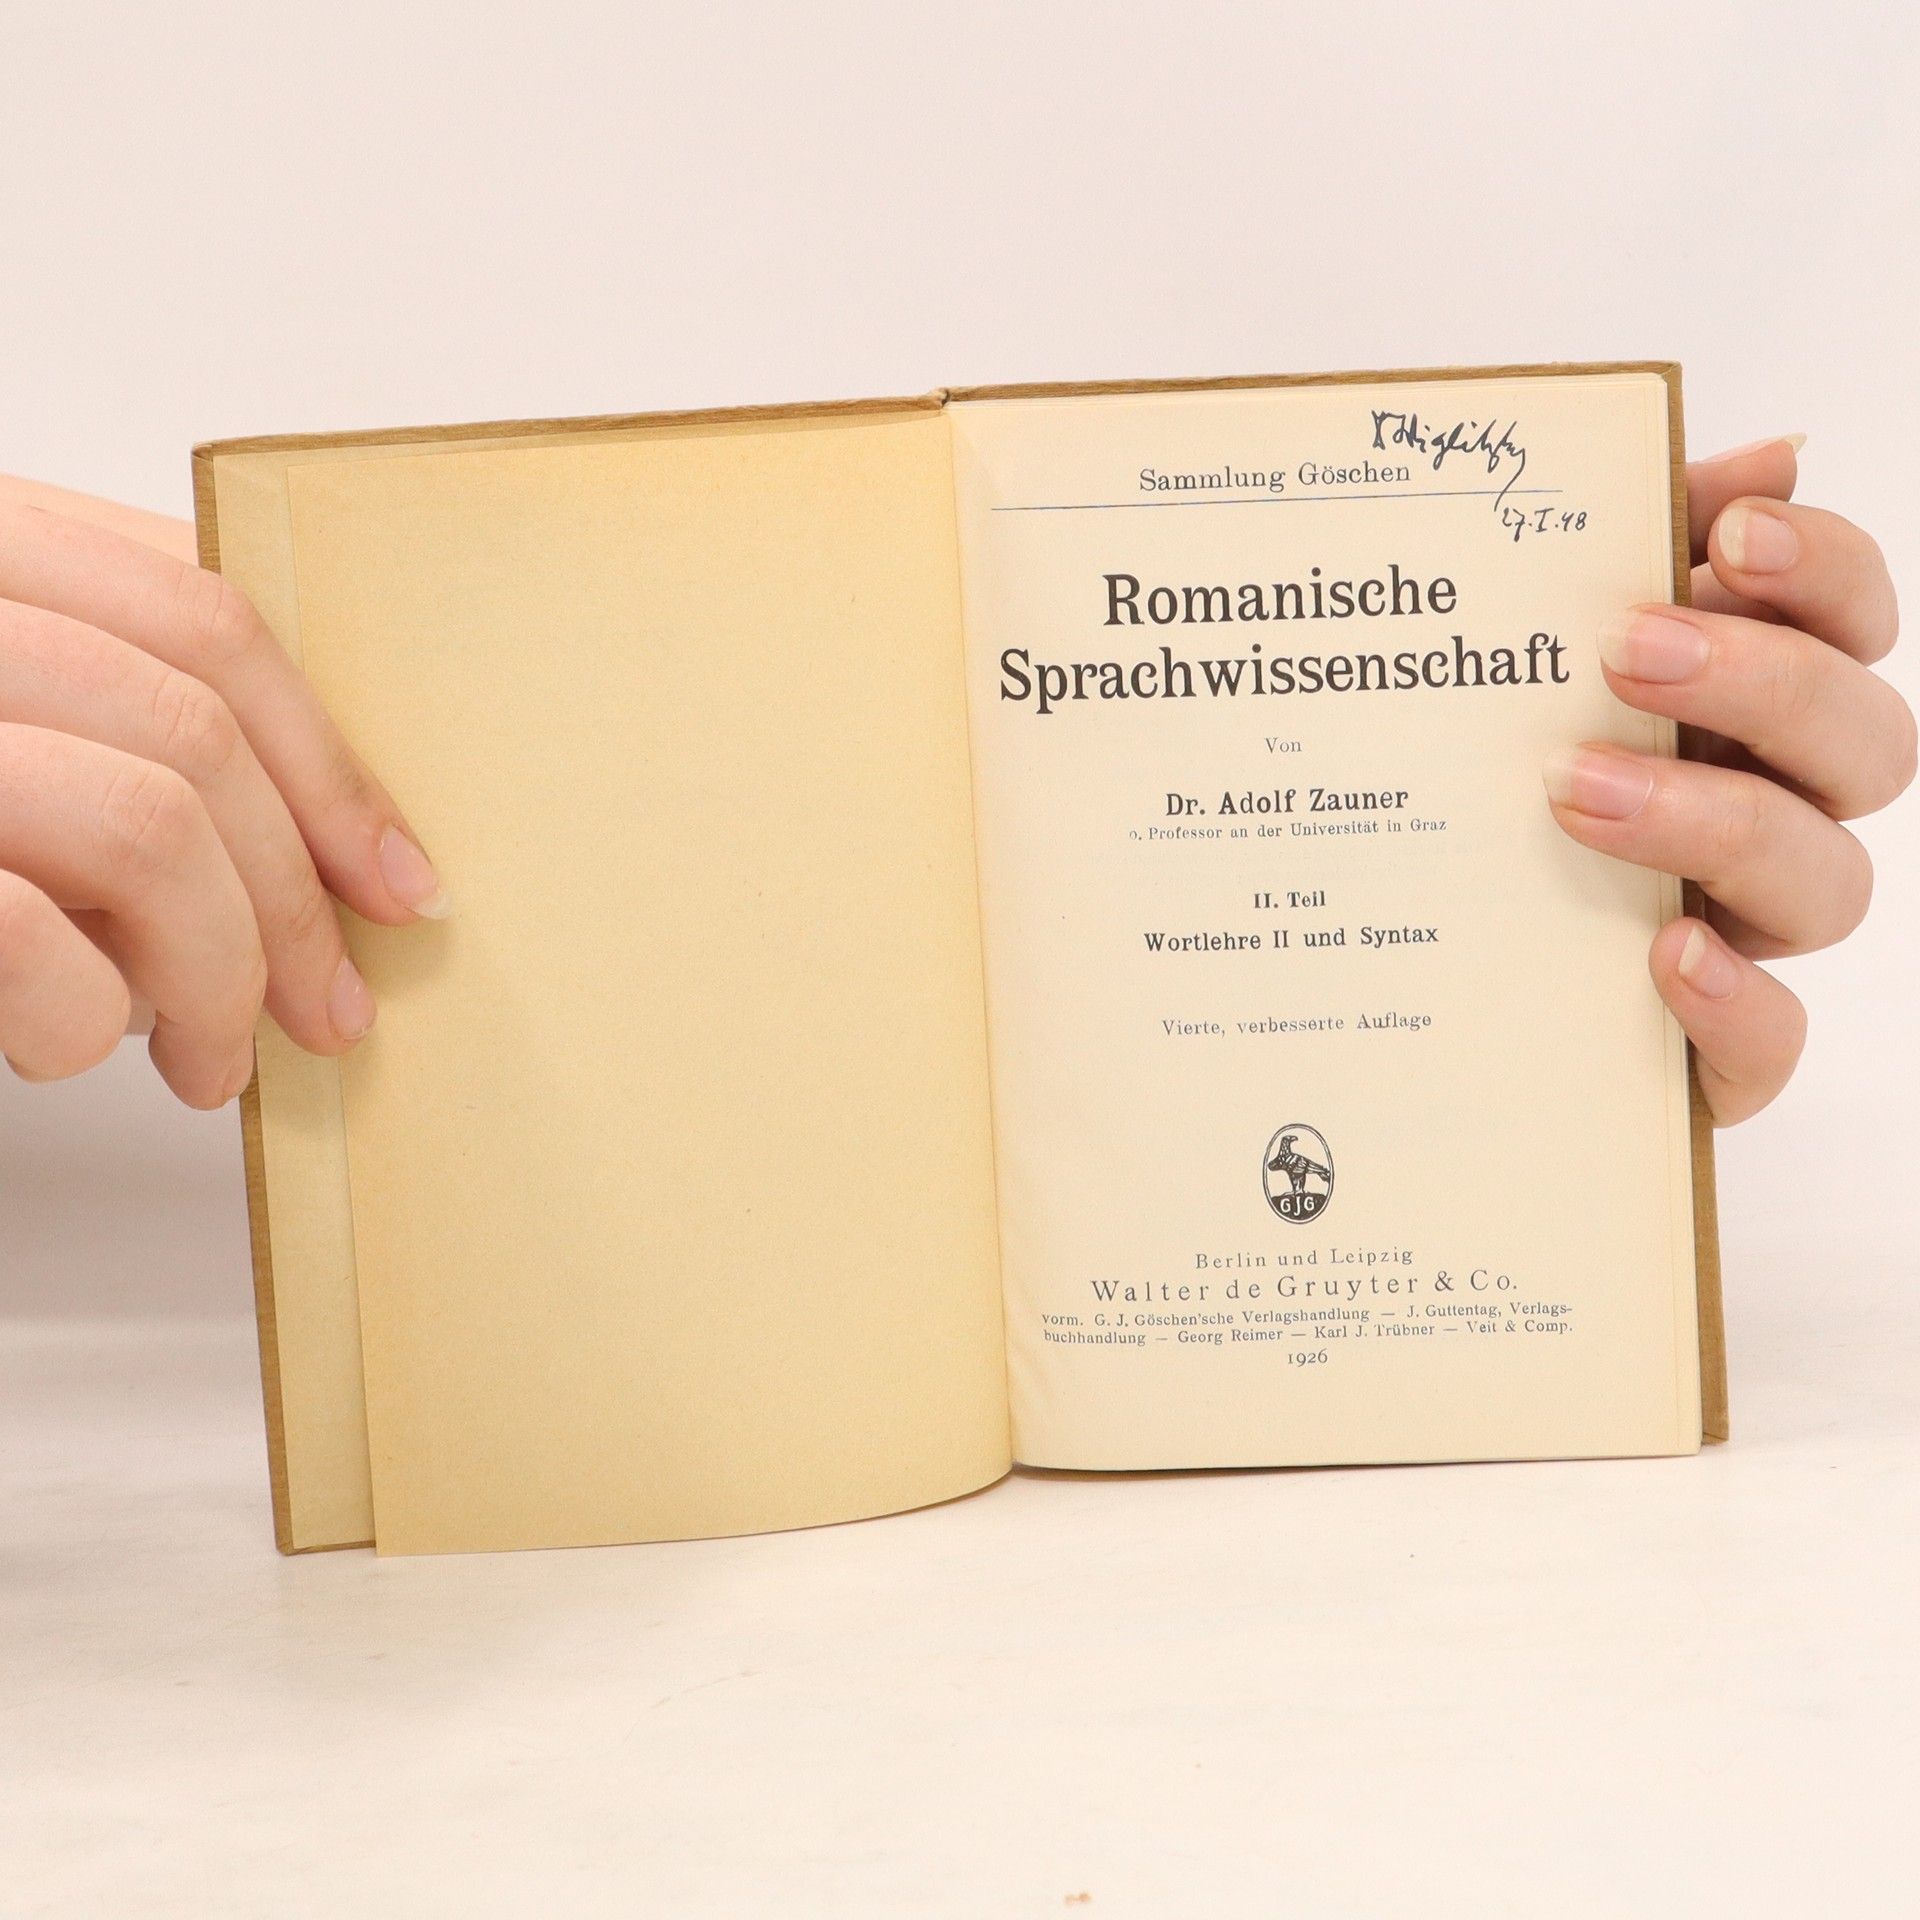 Sammlung Göschen
27.I.48
Romanische
Sprachwissenschaft
Von
Dr. Adolf Zauner
o. Professor an der Universität in Graz
II. Teil
Wortlehre II und Syntax
Vierte, verbesserte Auflage
GJG
Berlin und Leipzig
Walter de Gruyter & Co.
vorm. G. J. Göschen'sche Verlagshandlung — J. Guttentag, Verlags-
buchhandlung — Georg Reimer — Karl J. Trübner — Veit & Comp.
1926